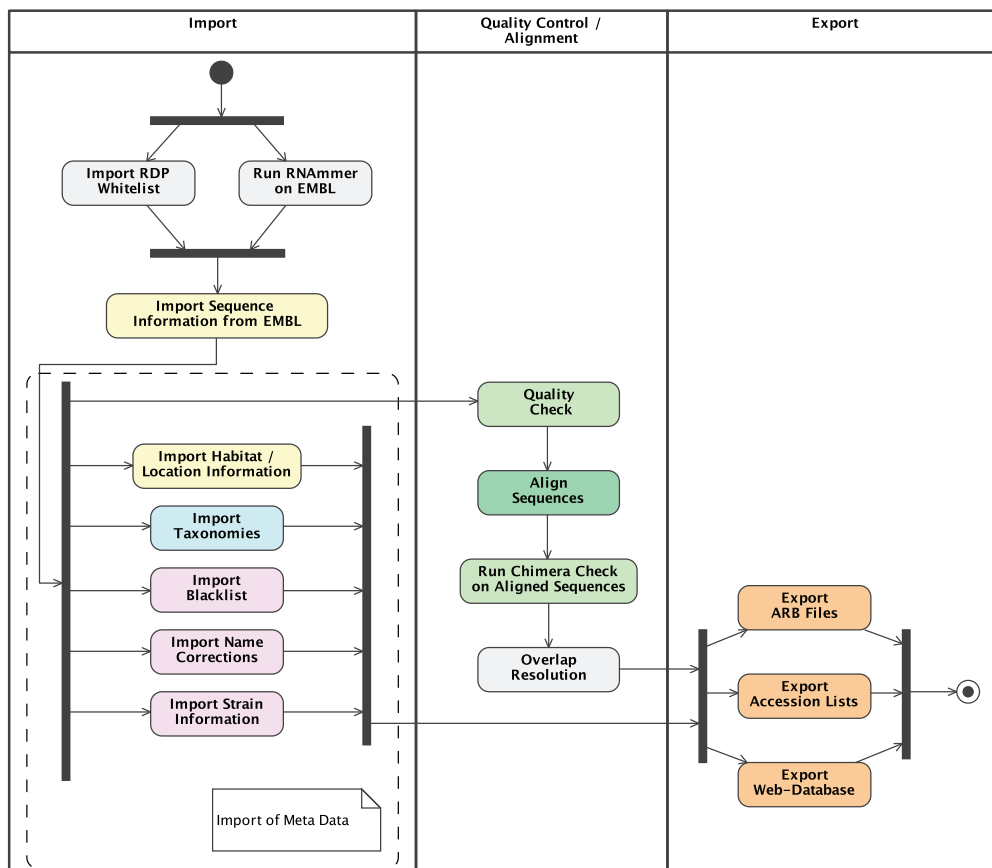 Import
Quality Control /
Alignment
Export
Import RDP
Whitelist
Run RNAmmer
on EMBL
Import Sequence
Information from EMBL
Quality
Check
Import Habitat /
Location Information
Align
Sequences
Import
Taxonomies
Run Chimera Check
on Aligned Sequences
Import
Blacklist
Export
ARB Files
Import Name
Corrections
Overlap
Resolution
Import Strain
Information
Export
Accession Lists
Export
Web-Database
Import of Meta Data